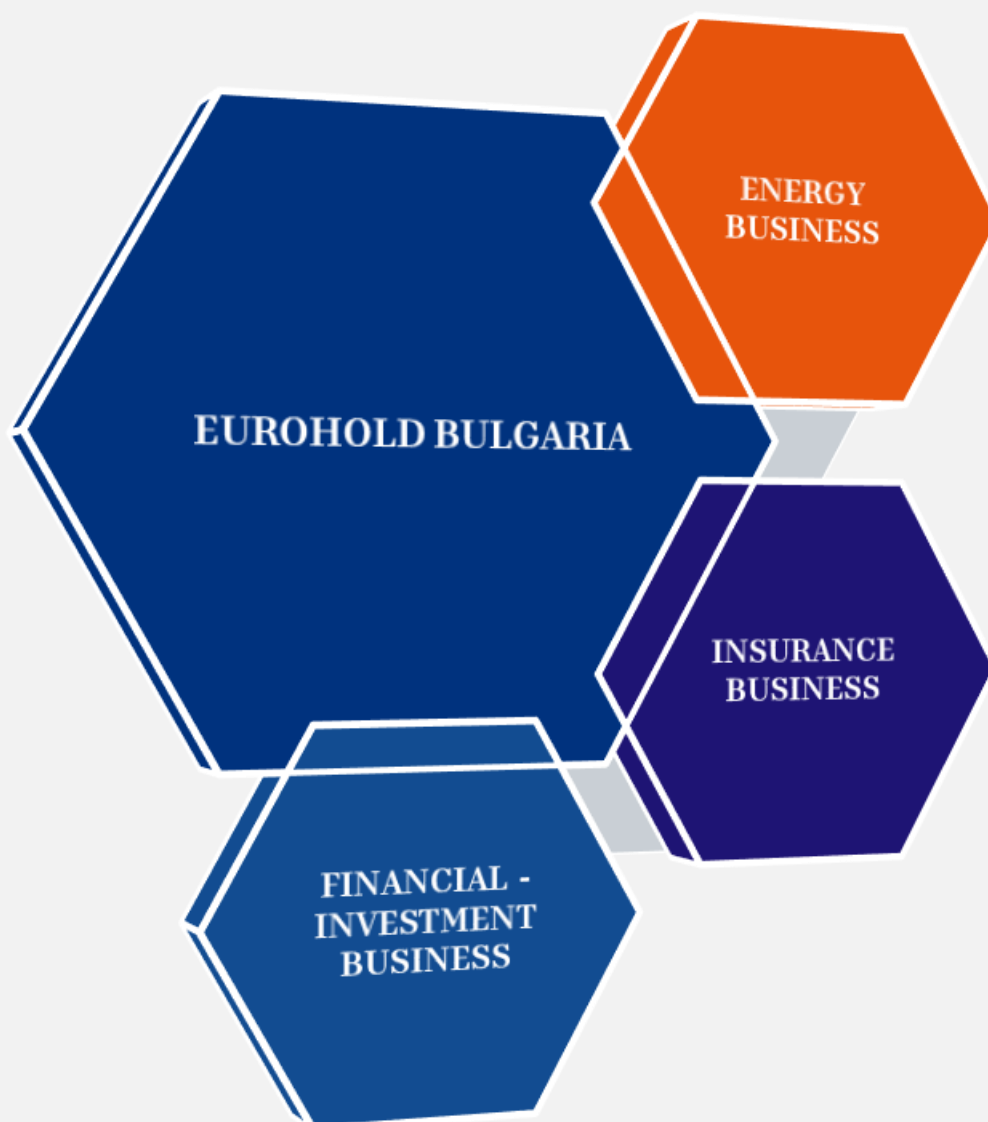 ENERGY
BUSINESS
EUROHOLD BULGARIA
INSURANCE
BUSINESS
FINANCIAL -
INVESTMENT
BUSINESS